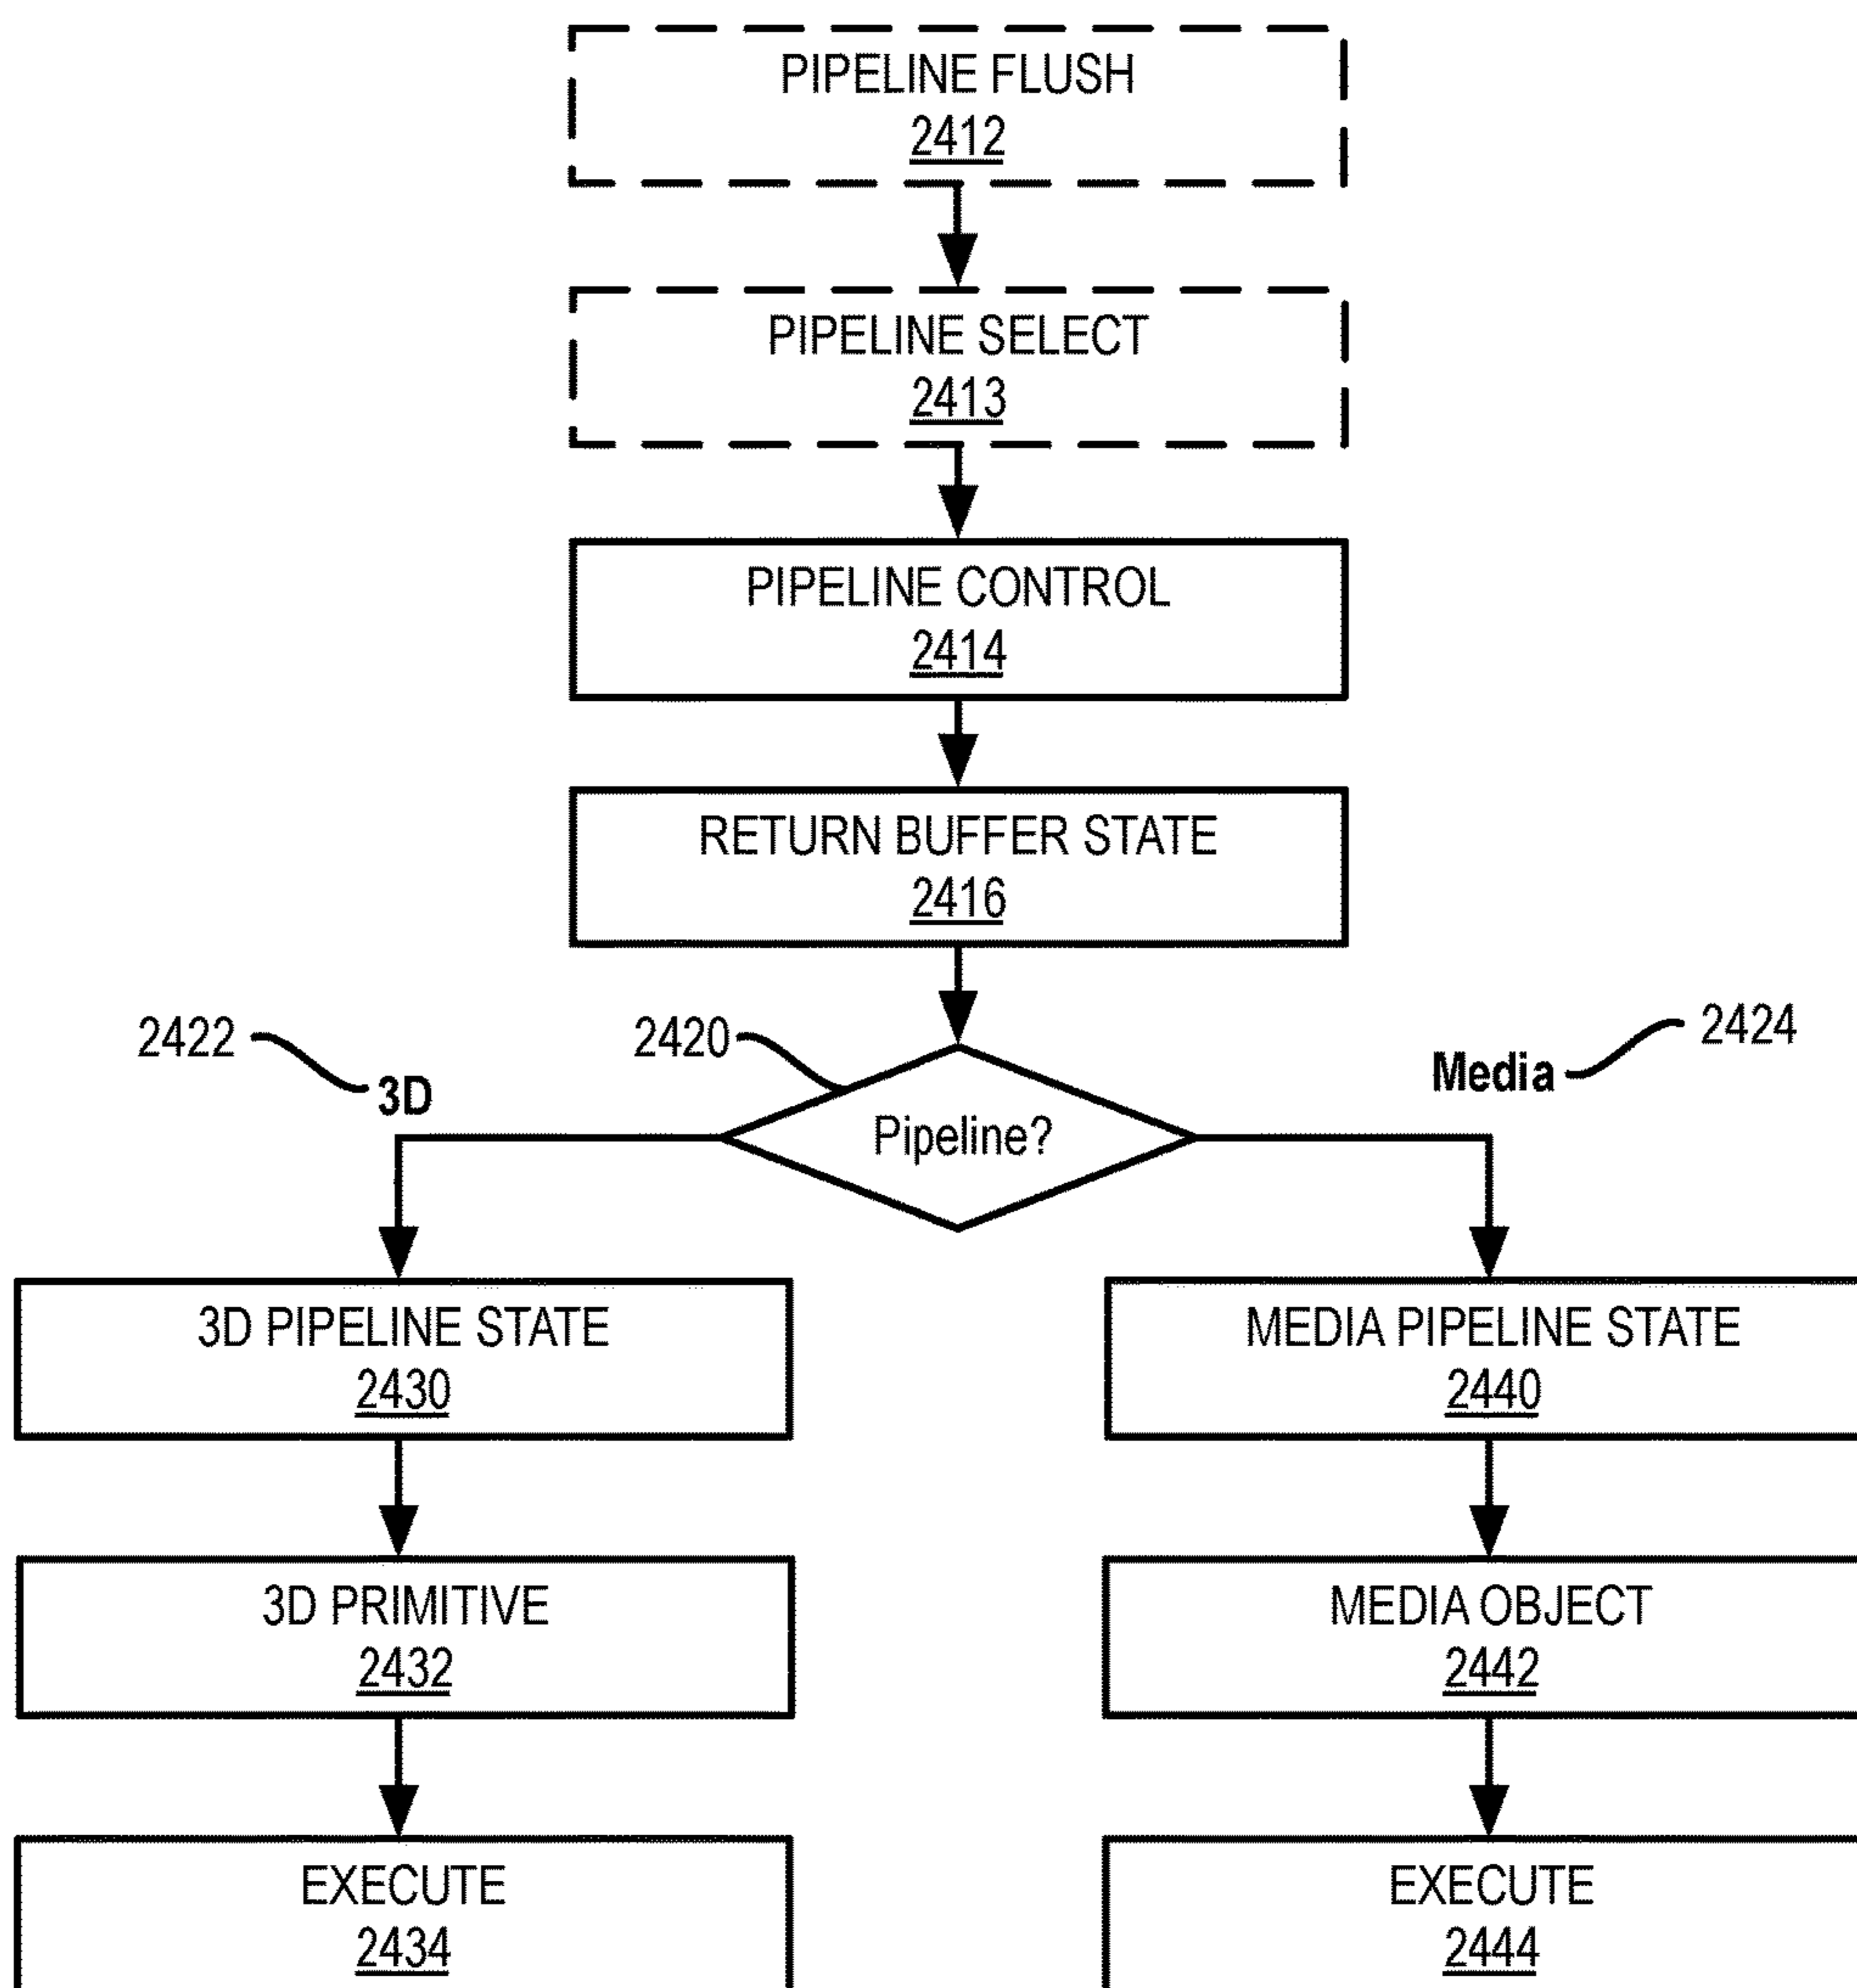 PIPELINE FLUSH
2412
PIPELINE SELECT
2413
PIPELINE CONTROL
2414
RETURN BUFFER STATE
2416
2422
3D
2420
Pipeline?
Media
2424
3D PIPELINE STATE
2430
MEDIA PIPELINE STATE
2440
3D PRIMITIVE
2432
MEDIA OBJECT
2442
EXECUTE
2434
EXECUTE
2444